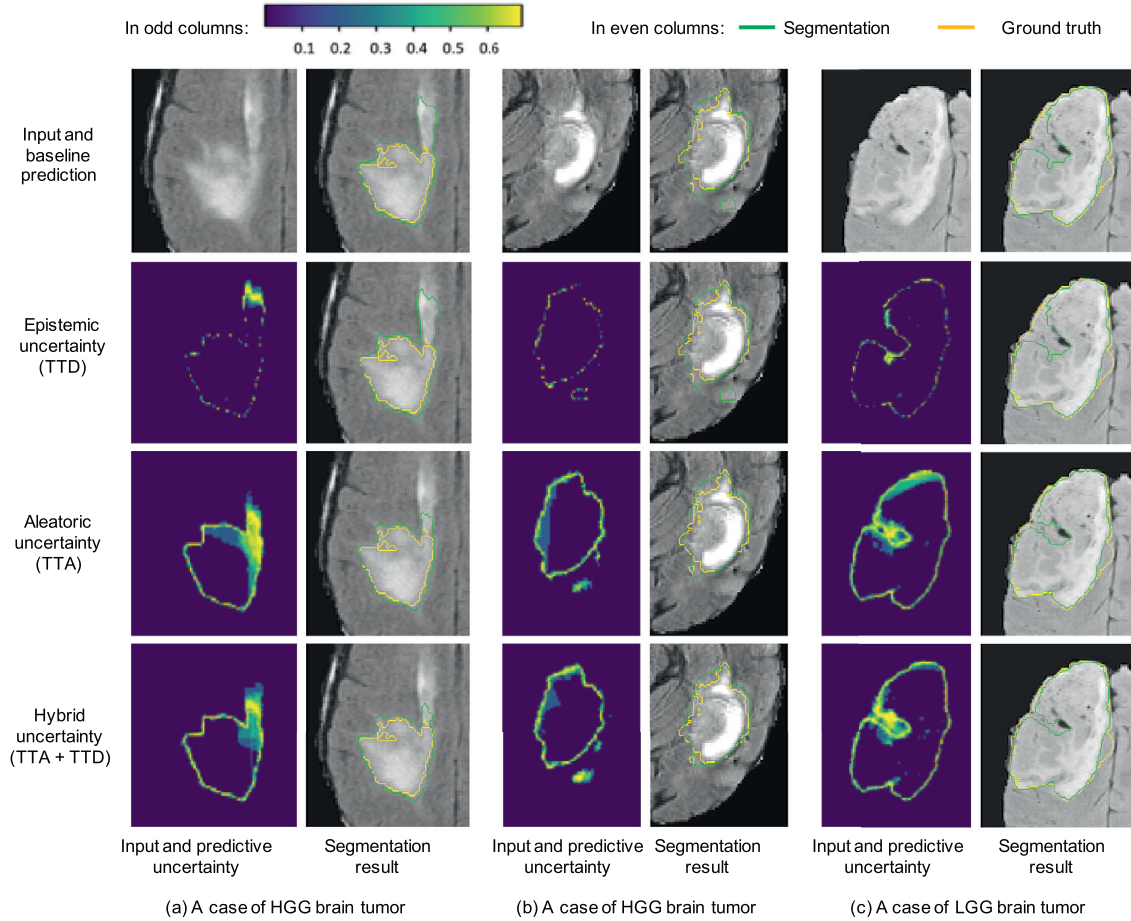 In odd columns:
0.1 0.2 0.3 0.4 0.5 0.6
In even columns:
Segmentation
Ground truth
Input and
baseline
prediction
Epistemic
uncertainty
(TTD)
Aleatoric
uncertainty
(TTA)
Hybrid
uncertainty
(TTA + TTD)
Input and predictive
uncertainty
Segmentation
result
Input and predictive
uncertainty
Segmentation
result
Input and predictive
uncertainty
Segmentation
result
(a) A case of HGG brain tumor
(b) A case of HGG brain tumor
(c) A case of LGG brain tumor